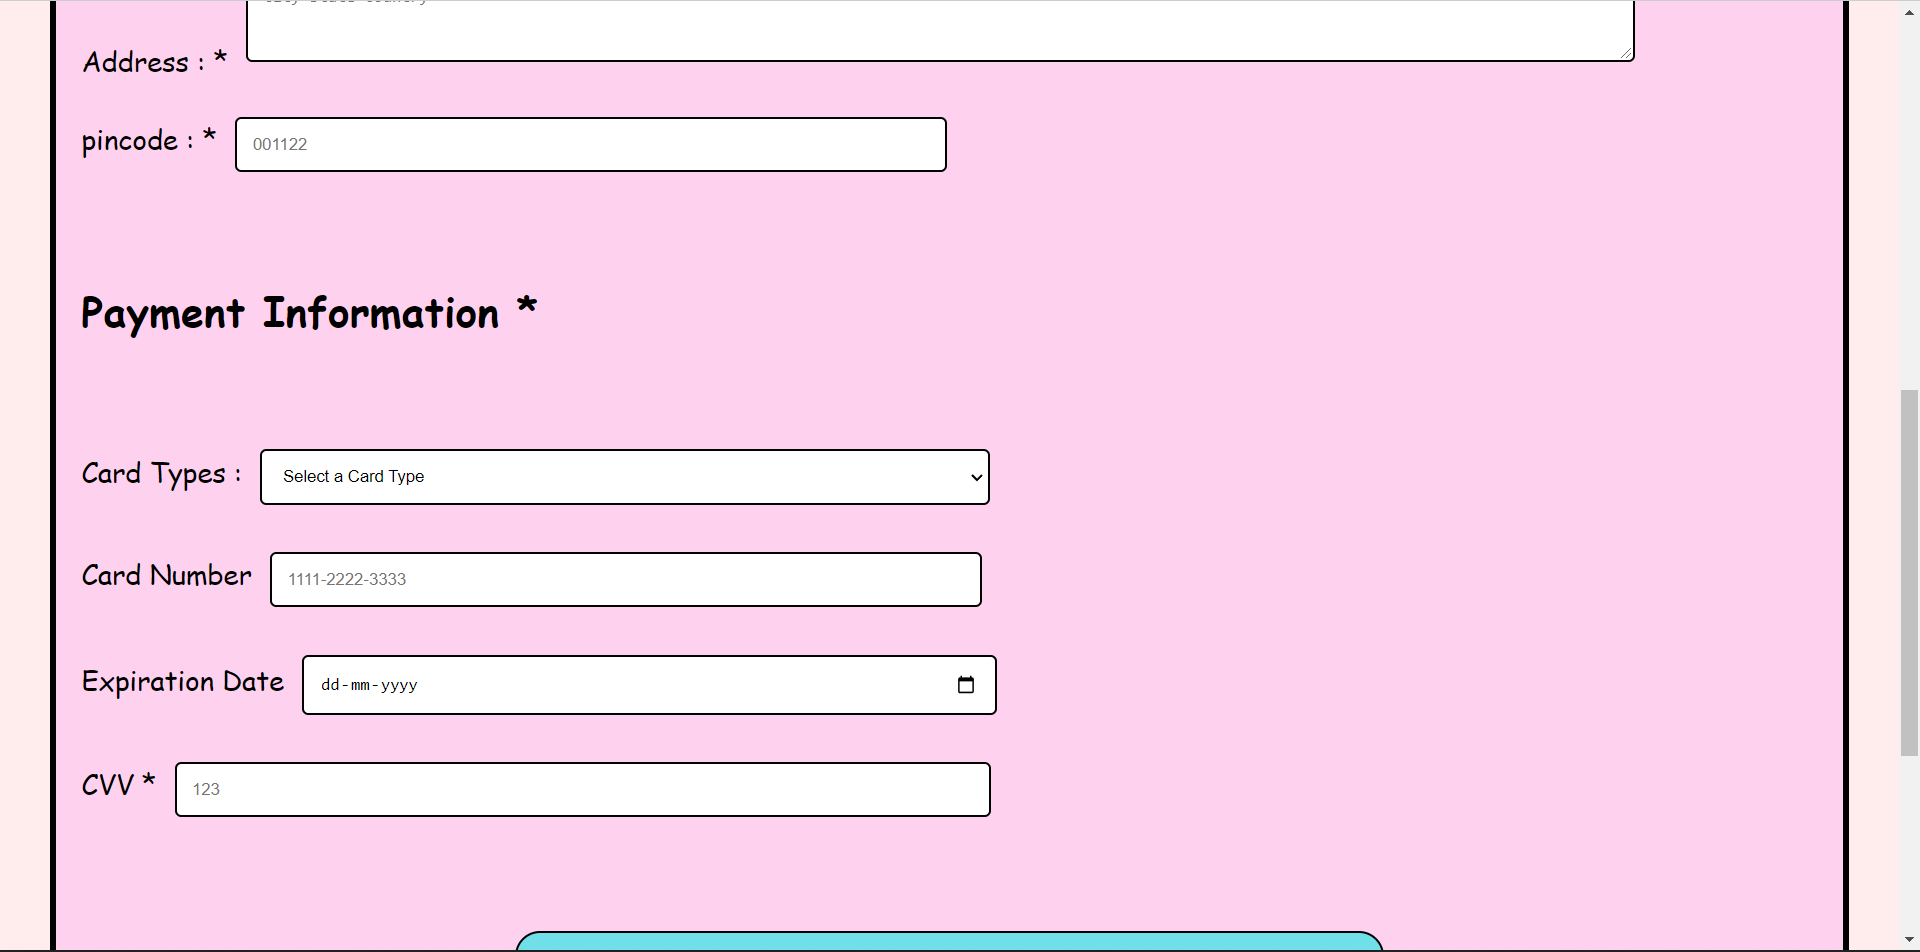 Address : *
pincode : *
001122
Payment Information *
Card Types :
Select a Card Type
Card Number
1111-2222-3333
Expiration Date
dd-mm-yyyy
CVV *
123